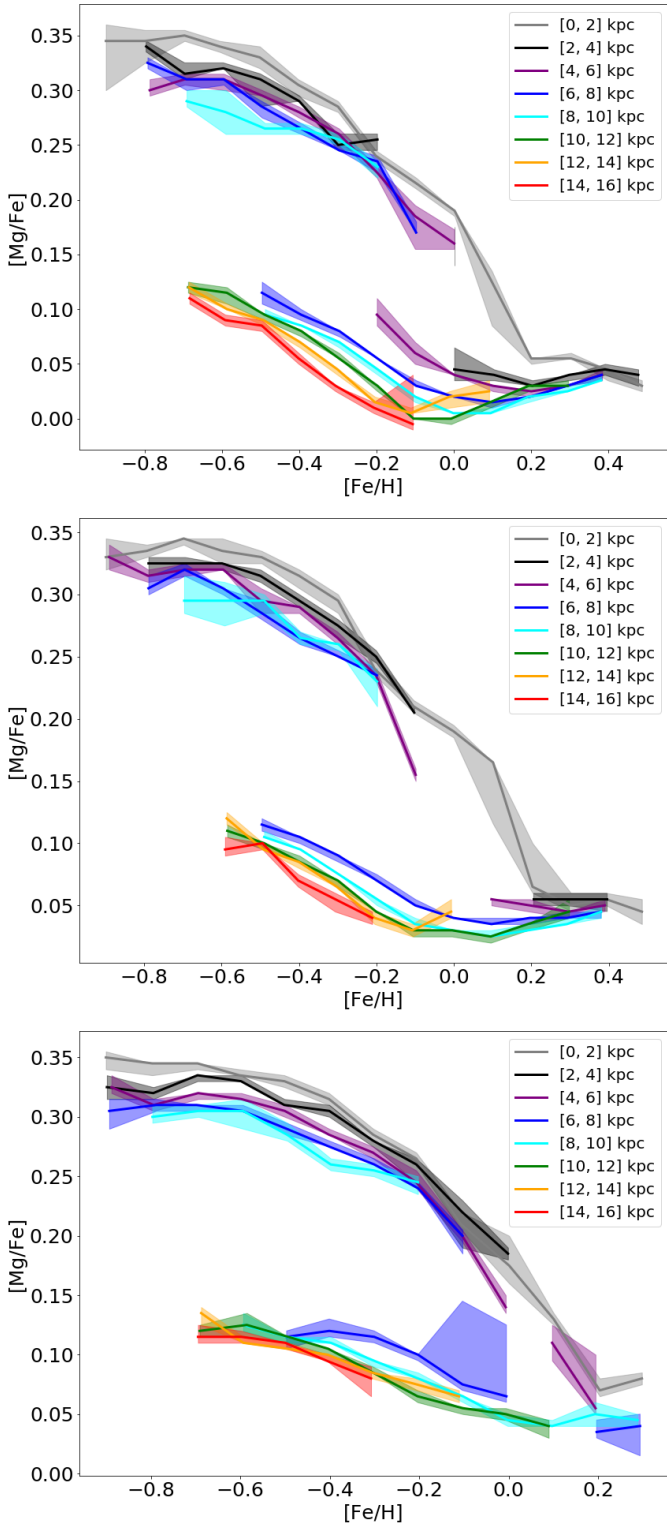 0.35
0.30
0.25
0.20
0.15
0.10
0.05
0.00
[Mg/Fe]
[0, 2] kpc
[2, 4] kpc
[4, 6] kpc
[6, 8] kpc
[8, 10] kpc
[10, 12] kpc
[12, 14] kpc
[14, 16] kpc
−0.8 −0.6 −0.4 −0.2 0.0 0.2 0.4
[Fe/H]
0.35
0.30
0.25
0.20
0.15
0.10
0.05
[Mg/Fe]
[0, 2] kpc
[2, 4] kpc
[4, 6] kpc
[6, 8] kpc
[8, 10] kpc
[10, 12] kpc
[12, 14] kpc
[14, 16] kpc
−0.8 −0.6 −0.4 −0.2 0.0 0.2 0.4
[Fe/H]
0.35
0.30
0.25
0.20
0.15
0.10
0.05
0.00
[Mg/Fe]
[0, 2] kpc
[2, 4] kpc
[4, 6] kpc
[6, 8] kpc
[8, 10] kpc
[10, 12] kpc
[12, 14] kpc
[14, 16] kpc
−0.8 −0.6 −0.4 −0.2 0.0 0.2
[Fe/H]